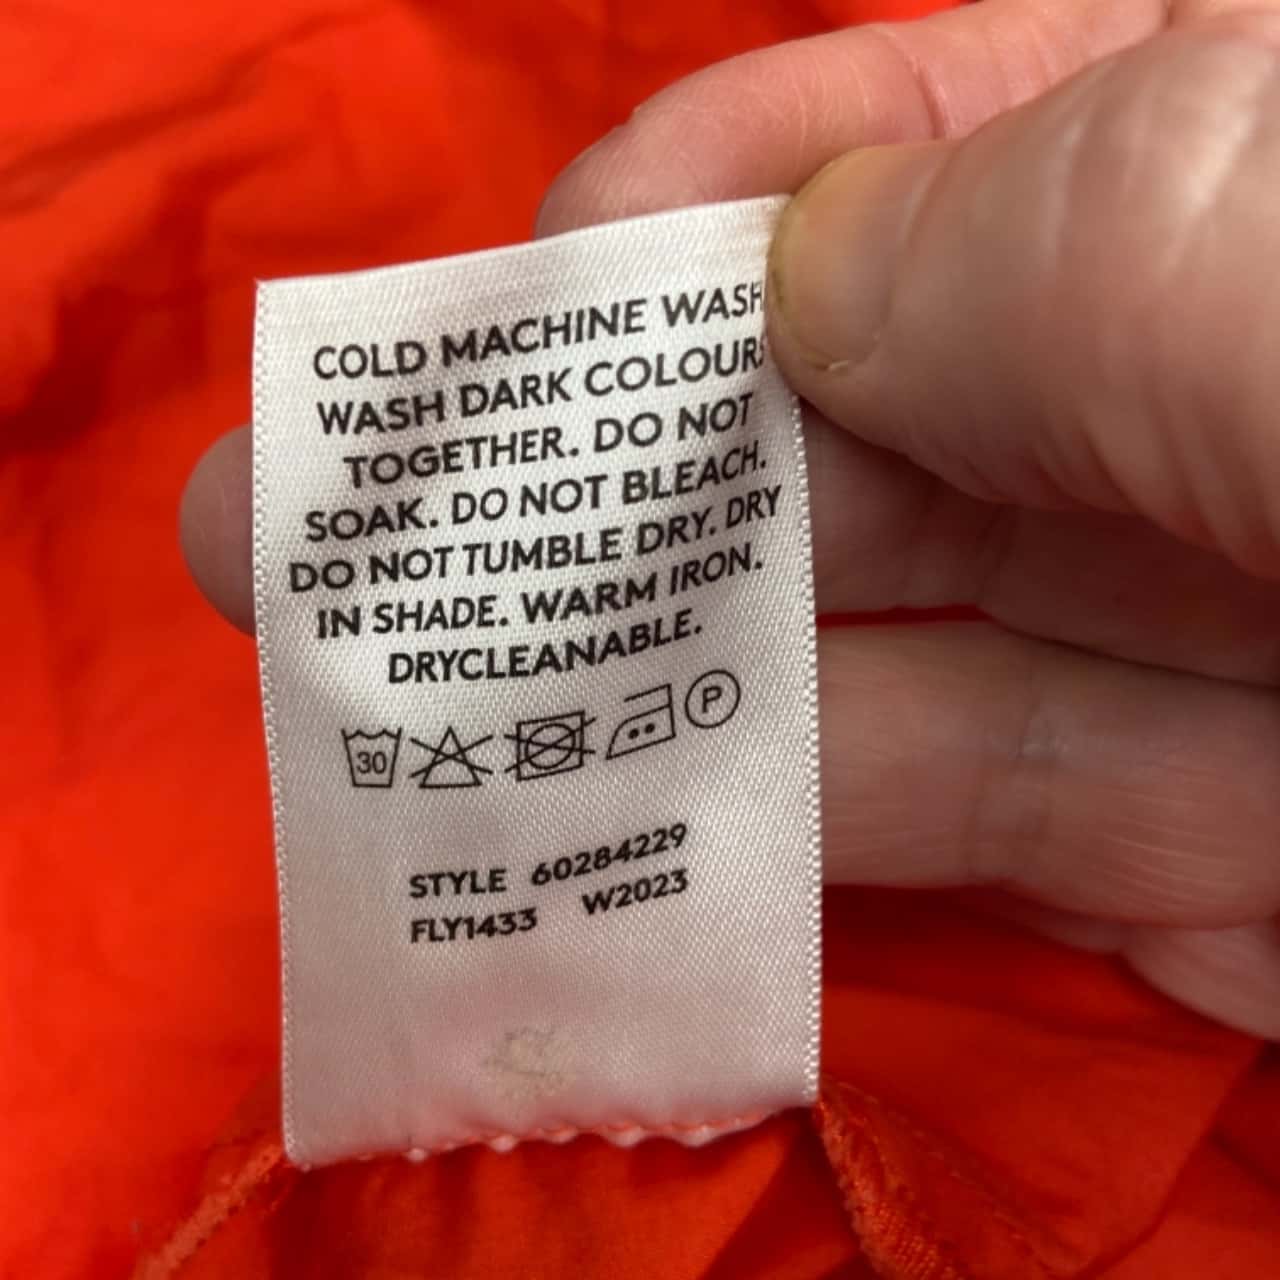 COLD MACHINE WASH
WASH DARK COLOURS
TOGETHER. DO NOT
SOAK. DO NOT BLEACH.
DO NOT TUMBLE DRY. DRY
IN SHADE. WARM IRON.
DRYCLEANABLE.
30 P
STYLE 60284229
FLY1433 W2023